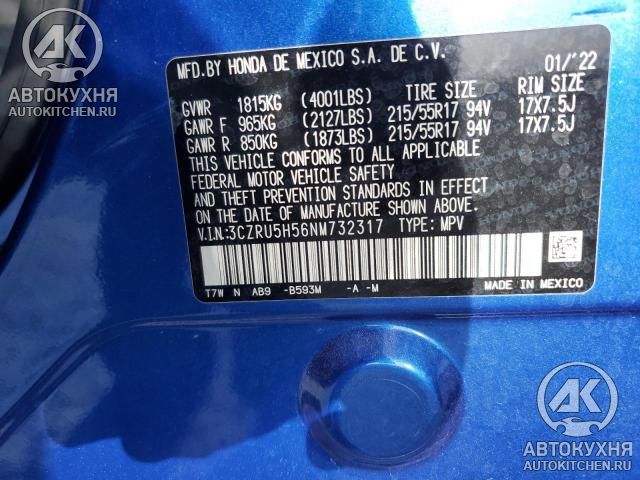 MFD.BY HONDA DE MEXICO S.A. DE C.V. 01/'22
TIRE SIZE RIM SIZE
GVWR 1815KG (4001LBS)
GAWR F 965KG (2127LBS) 215/55R17 94V 17X7.5J
GAWR R 850KG (1873LBS) 215/55R17 94V 17X7.5J
THIS VEHICLE CONFORMS TO ALL APPLICABLE
FEDERAL MOTOR VEHICLE SAFETY
AND THEFT PREVENTION STANDARDS IN EFFECT
ON THE DATE OF MANUFACTURE SHOWN ABOVE.
V.I.N:3CZRU5H56NM732317 TYPE: MPV
T7W N AB9 -B593M -A -M
MADE IN MEXICO
AK
АВТОКУХНЯ
AUTOKITCHEN.RU
AK
АВТОКУХНЯ
AUTOKITCHEN.RU